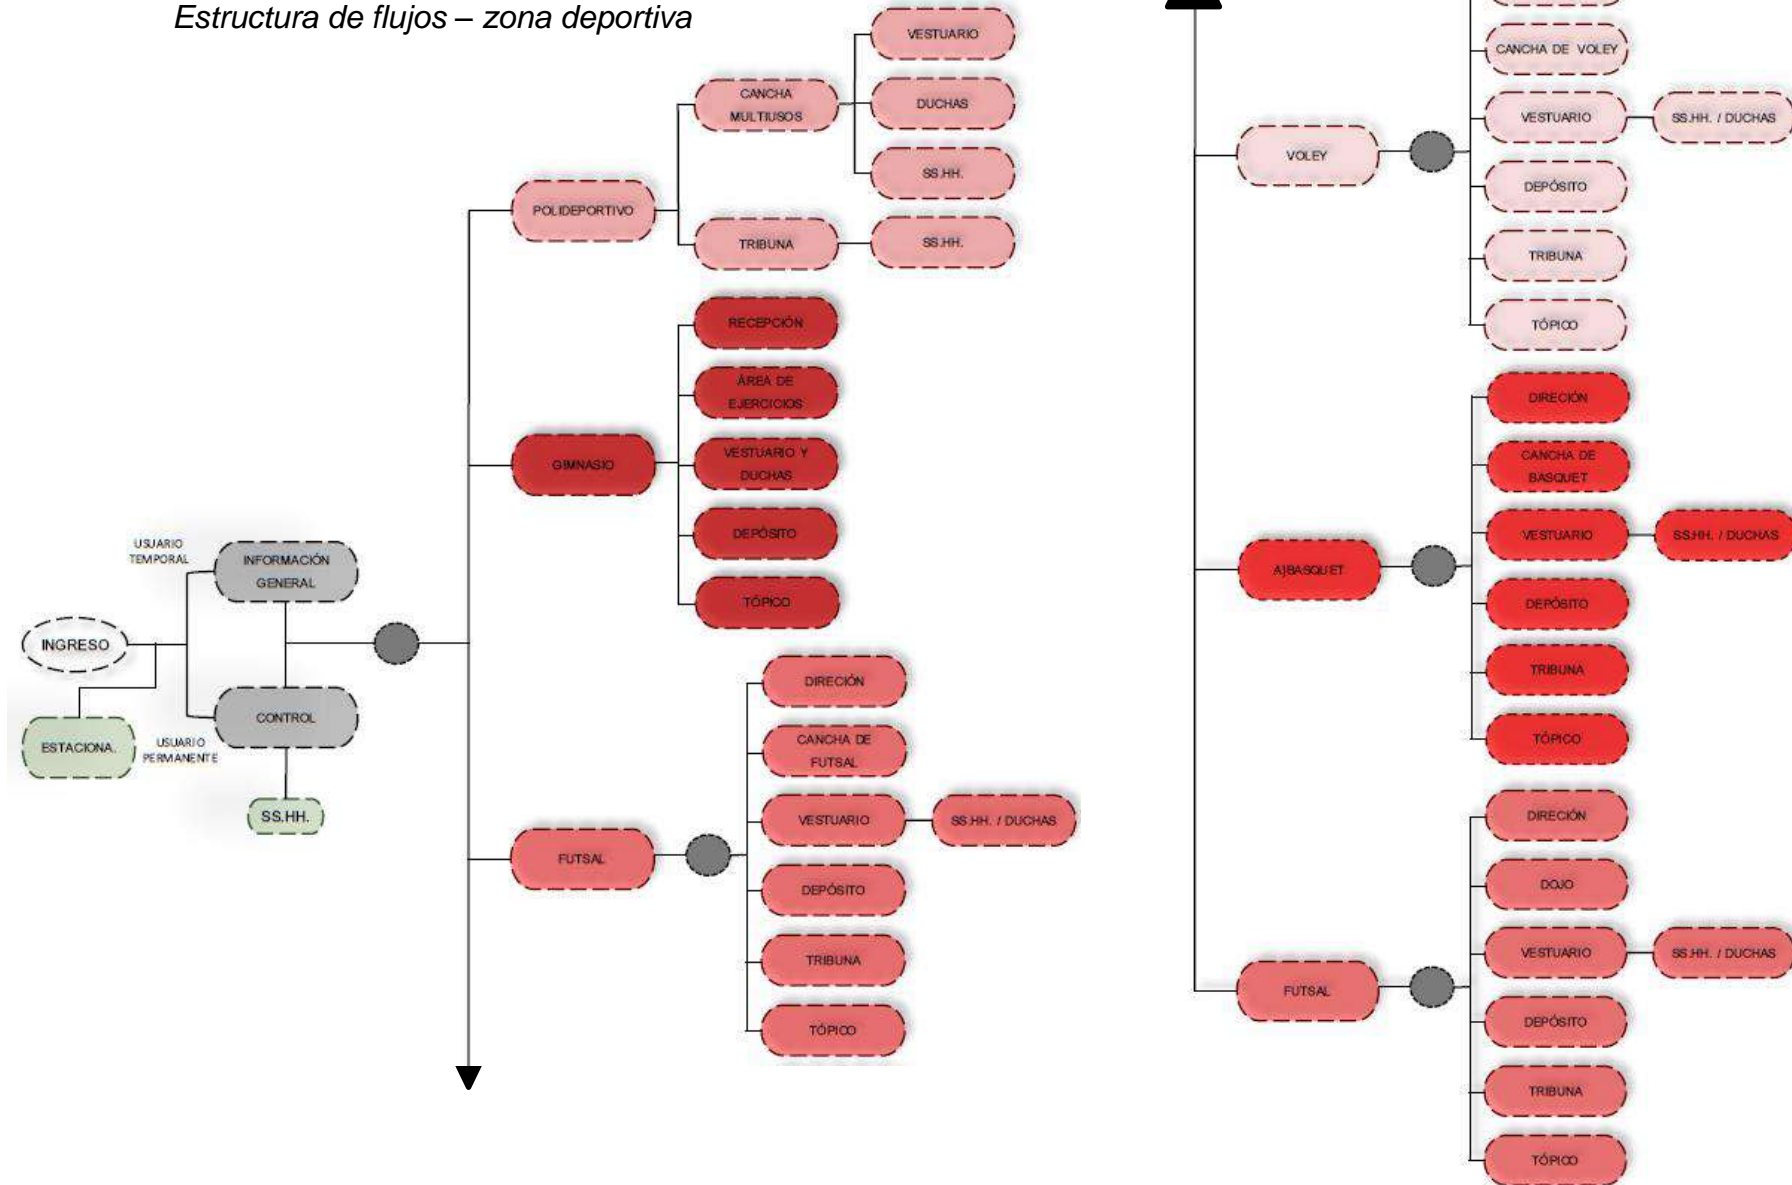 Estructura de flujos – zona deportiva
VESTUARIO
CANCHA
MULTIUSOS
DUCHAS
SS.HH.
POLIDEPORTIVO
TRIBUNA
SS.HH.
RECEPCIÓN
ÁREA DE
EJERCICIOS
GIMNASIO
VESTUARIO Y
DUCHAS
DEPÓSITO
TÓPICO
USUARIO
TEMPORAL
INFORMACIÓN
GENERAL
INGRESO
ESTACIONA.
CONTROL
USUARIO
PERMANENTE
SS.HH.
DIRECIÓN
CANCHA DE
FUTSAL
VESTUARIO
SS.HH. / DUCHAS
FUTSAL
DEPÓSITO
TRIBUNA
TÓPICO
CANCHA DE VOLEY
VESTUARIO
SS.HH. / DUCHAS
VOLEY
DEPÓSITO
TRIBUNA
TÓPICO
DIRECIÓN
CANCHA DE
BASQUET
VESTUARIO
SS.HH. / DUCHAS
A}BASQUET
DEPÓSITO
TRIBUNA
TÓPICO
DIRECIÓN
DOJO
VESTUARIO
SS.HH. / DUCHAS
FUTSAL
DEPÓSITO
TRIBUNA
TÓPICO